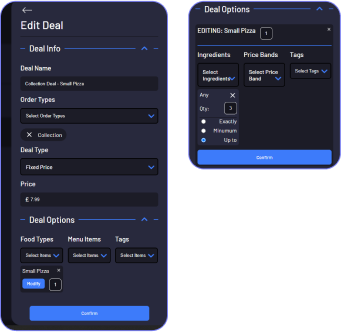 Edit Deal
Deal Info
Deal Name
Collection Deal - Small Pizza
Order Types
Select Order Types
Collection
Deal Type
Fixed Price
Price
£ 7.99
Deal Options
Food Types Menu Items Tags
Select Items Select Items Select Items
Small Pizza ×
Modify 1
Confirm
Deal Options
EDITING: Small Pizza 1 ×
Ingredients Price Bands Tags
Select Ingredients Select Price Band Select Tags
Any
Qty: 3
Exactly
Minumum
Up to
Confirm